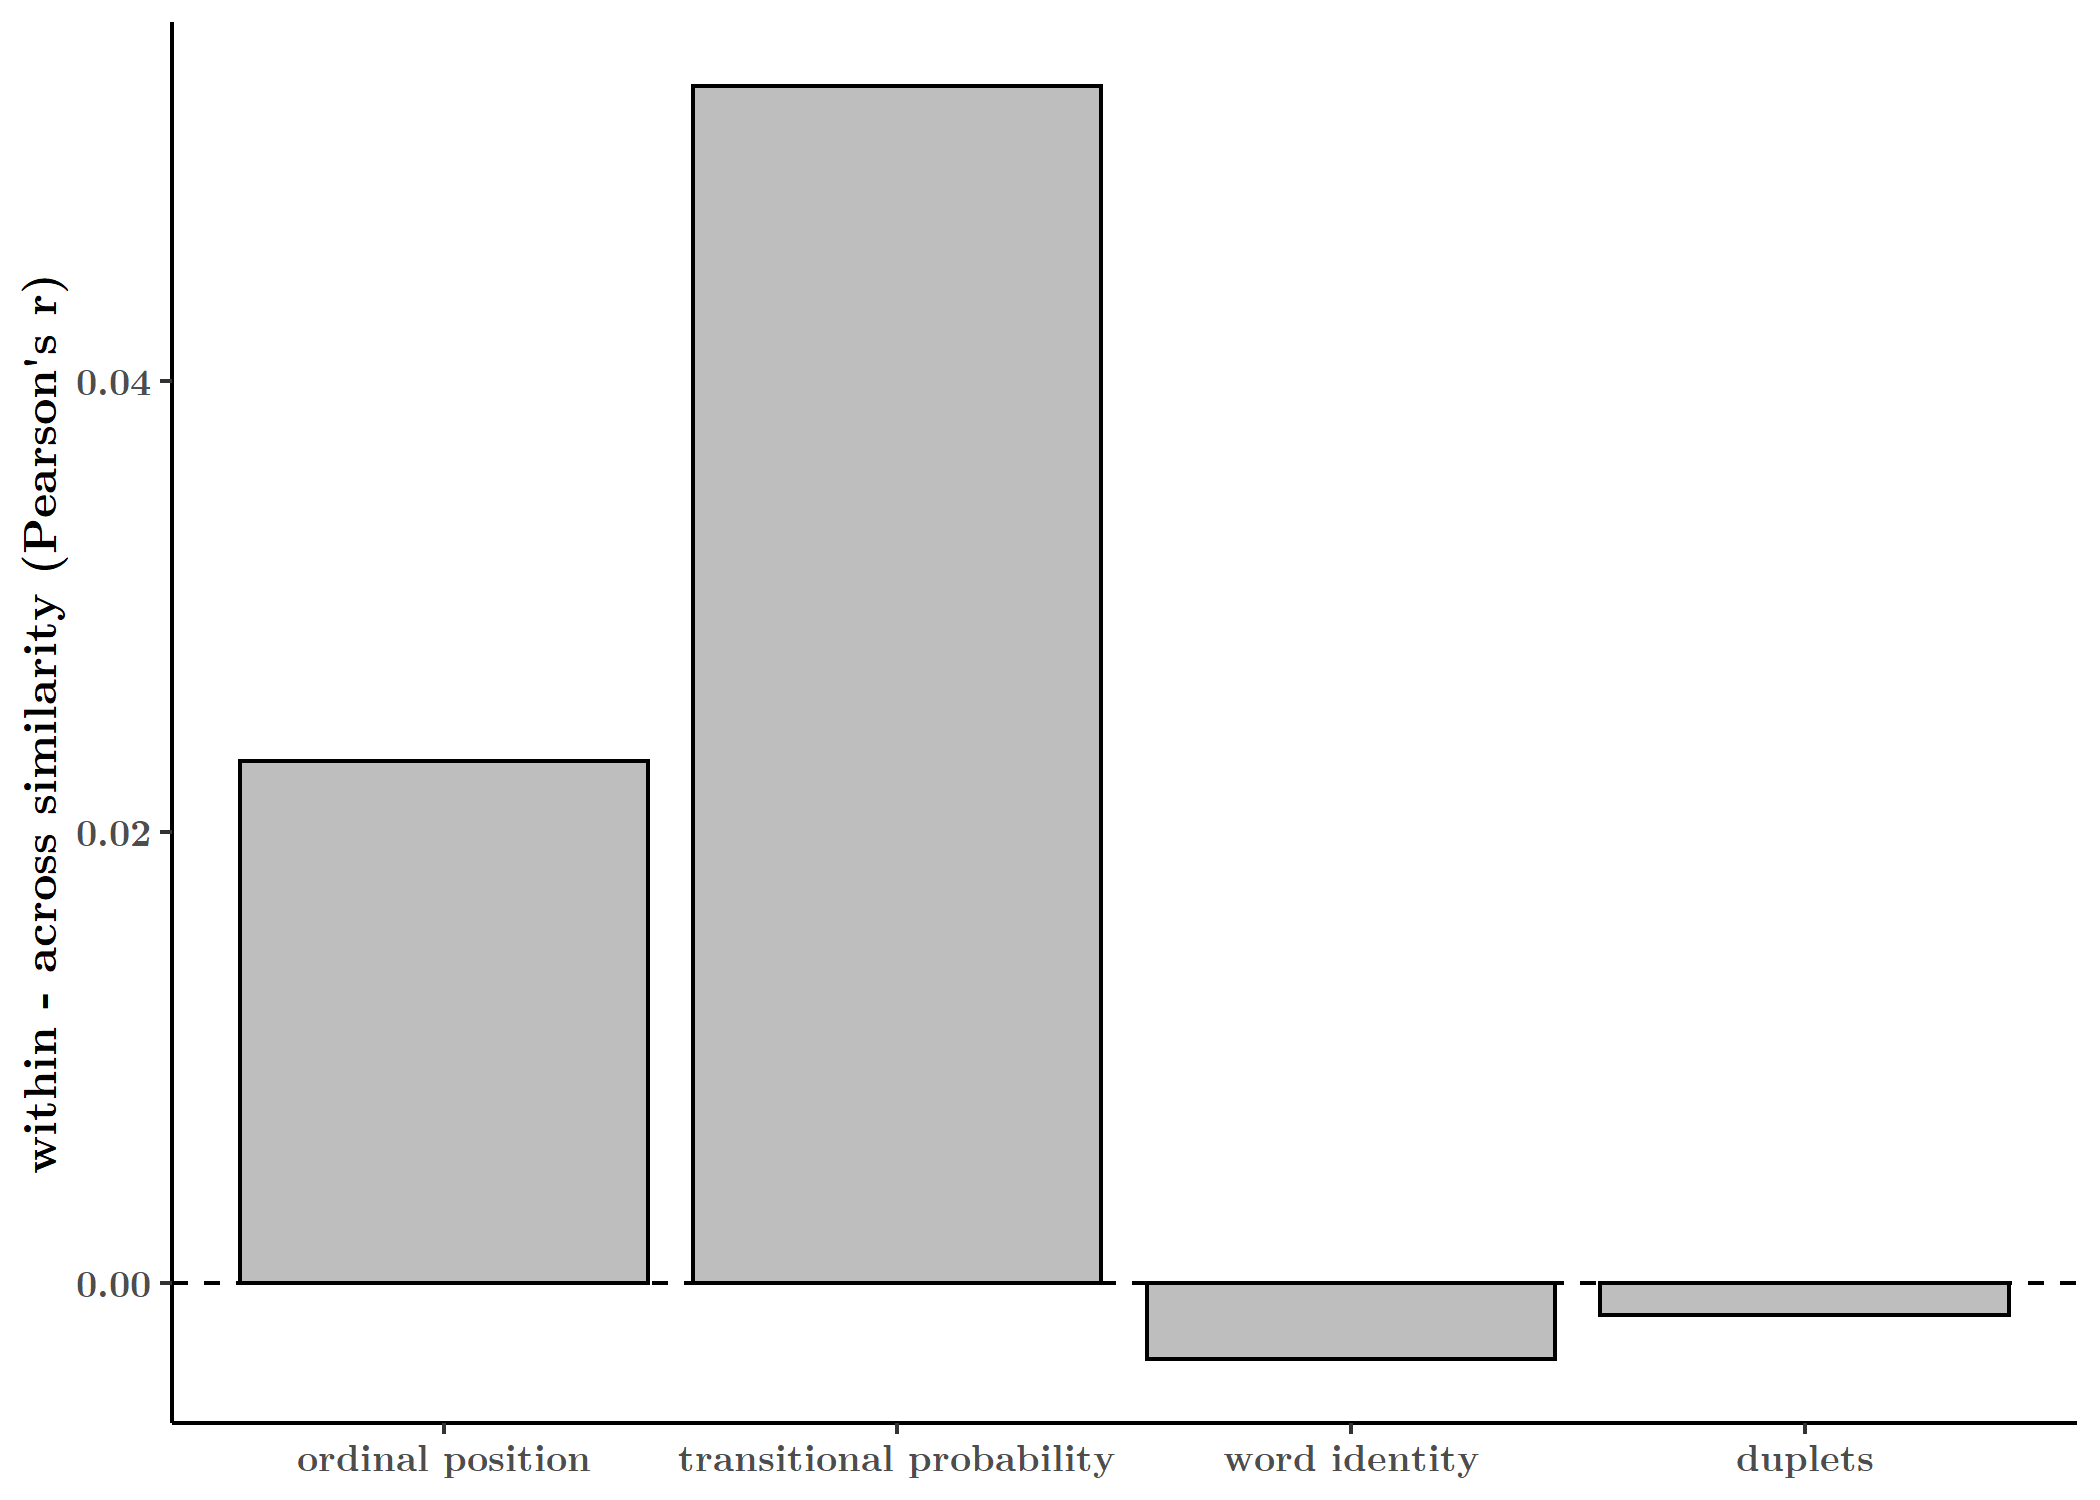 within - across similarity (Pearson's r)
0.04
0.02
0.00
ordinal position
transitional probability
word identity
duplets